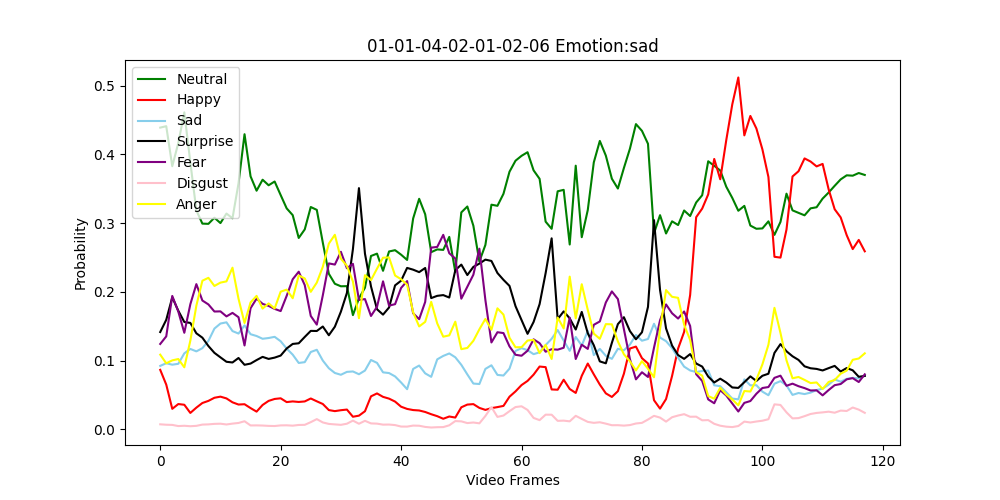 01-01-04-02-01-02-06 Emotion:sad
Probability
0.5
0.4
0.3
0.2
0.1
0.0
Neutral
Happy
Sad
Surprise
Fear
Disgust
Anger
0 20 40 60 80 100 120
Video Frames